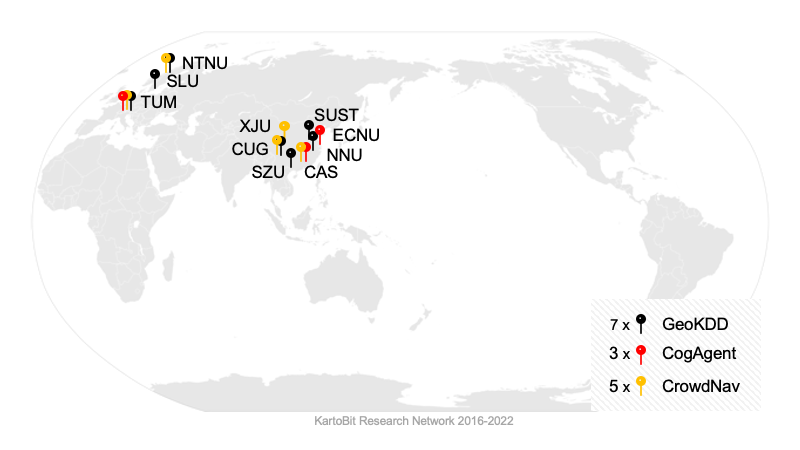 NTNU
SLU
TUM
SUST
XJU
ECNU
CUG
NNU
SZU
CAS
7 x GeoKDD
3 x CogAgent
5 x CrowdNav
KartoBit Research Network 2016-2022